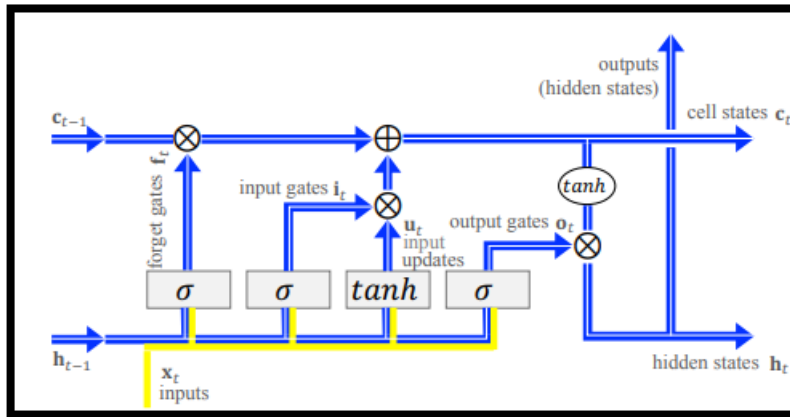 outputs
(hidden states)
c_{t-1}
cell states c_t
forget gates f_t
input gates i_t
tanh
u_t
input
updates
output gates o_t
σ
σ
tanh
σ
h_{t-1}
x_t
inputs
hidden states h_t